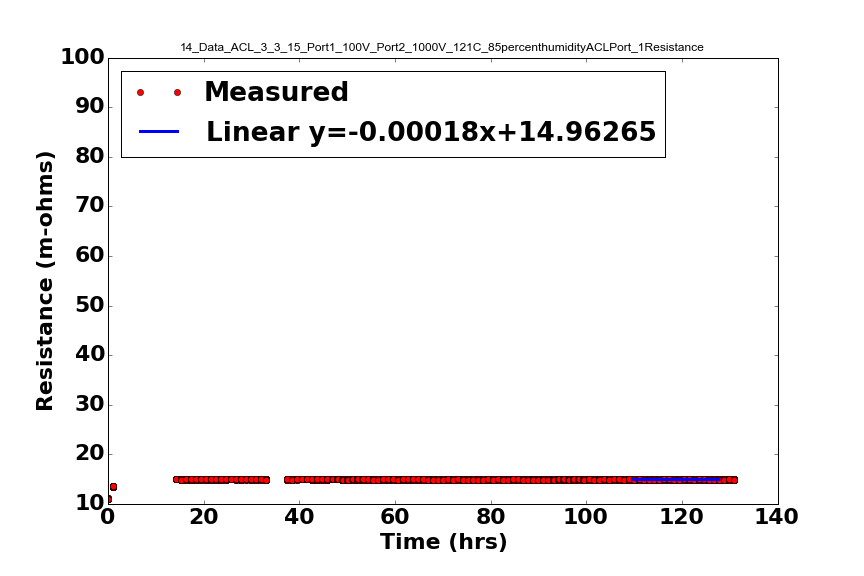 14_Data_ACL_3_3_15_Port1_100V_Port2_1000V_121C_85percenthumidityACLPort_1Resistance
100
90
80
70
60
50
40
30
20
10
Measured
Linear y=-0.00018x+14.96265
Resistance (m-ohms)
0 20 40 60 80 100 120 140
Time (hrs)